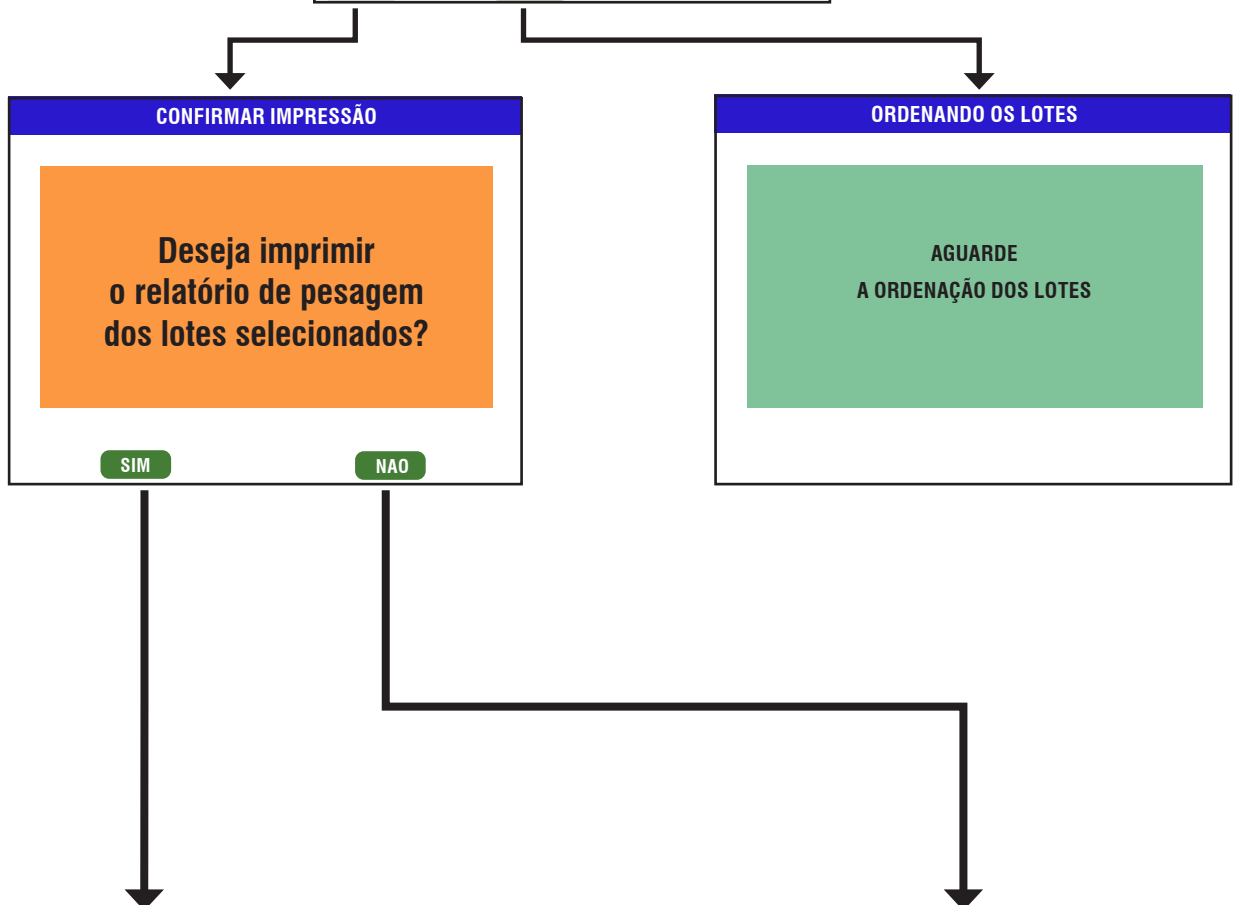 CONFIRMAR IMPRESSÃO
Deseja imprimir
o relatório de pesagem
dos lotes selecionados?
SIM
NAO
ORDENANDO OS LOTES
AGUARDE
A ORDENAÇÃO DOS LOTES